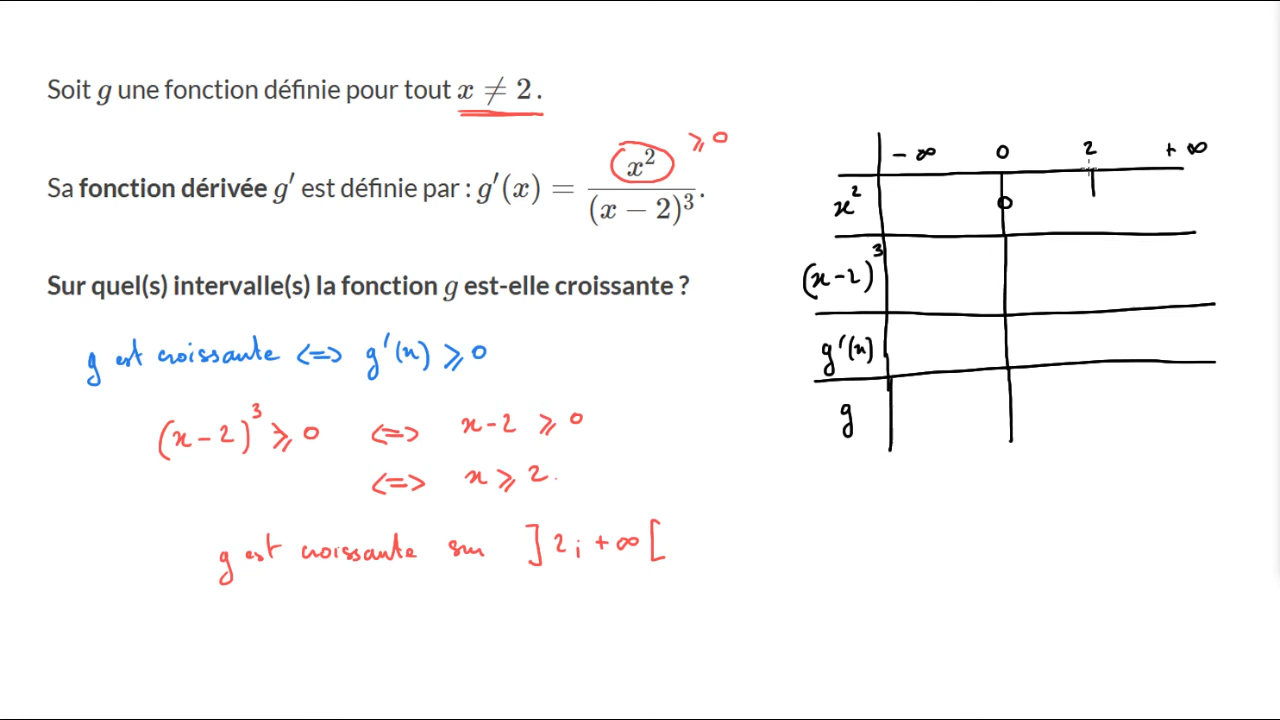 Soit g une fonction définie pour tout x ≠ 2.
Sa fonction dérivée g′ est définie par : g′(x) = x²/(x − 2)³.
⩾ 0
Sur quel(s) intervalle(s) la fonction g est-elle croissante ?
g est croissante <=> g'(x) ⩾ 0
(x-2)³ ⩾ 0 <=> x-2 ⩾ 0
<=> x ⩾ 2.
g est croissante sur ]2; +∞[
-∞ 0 2 +∞
x² 0
(x-2)³
g'(x)
g